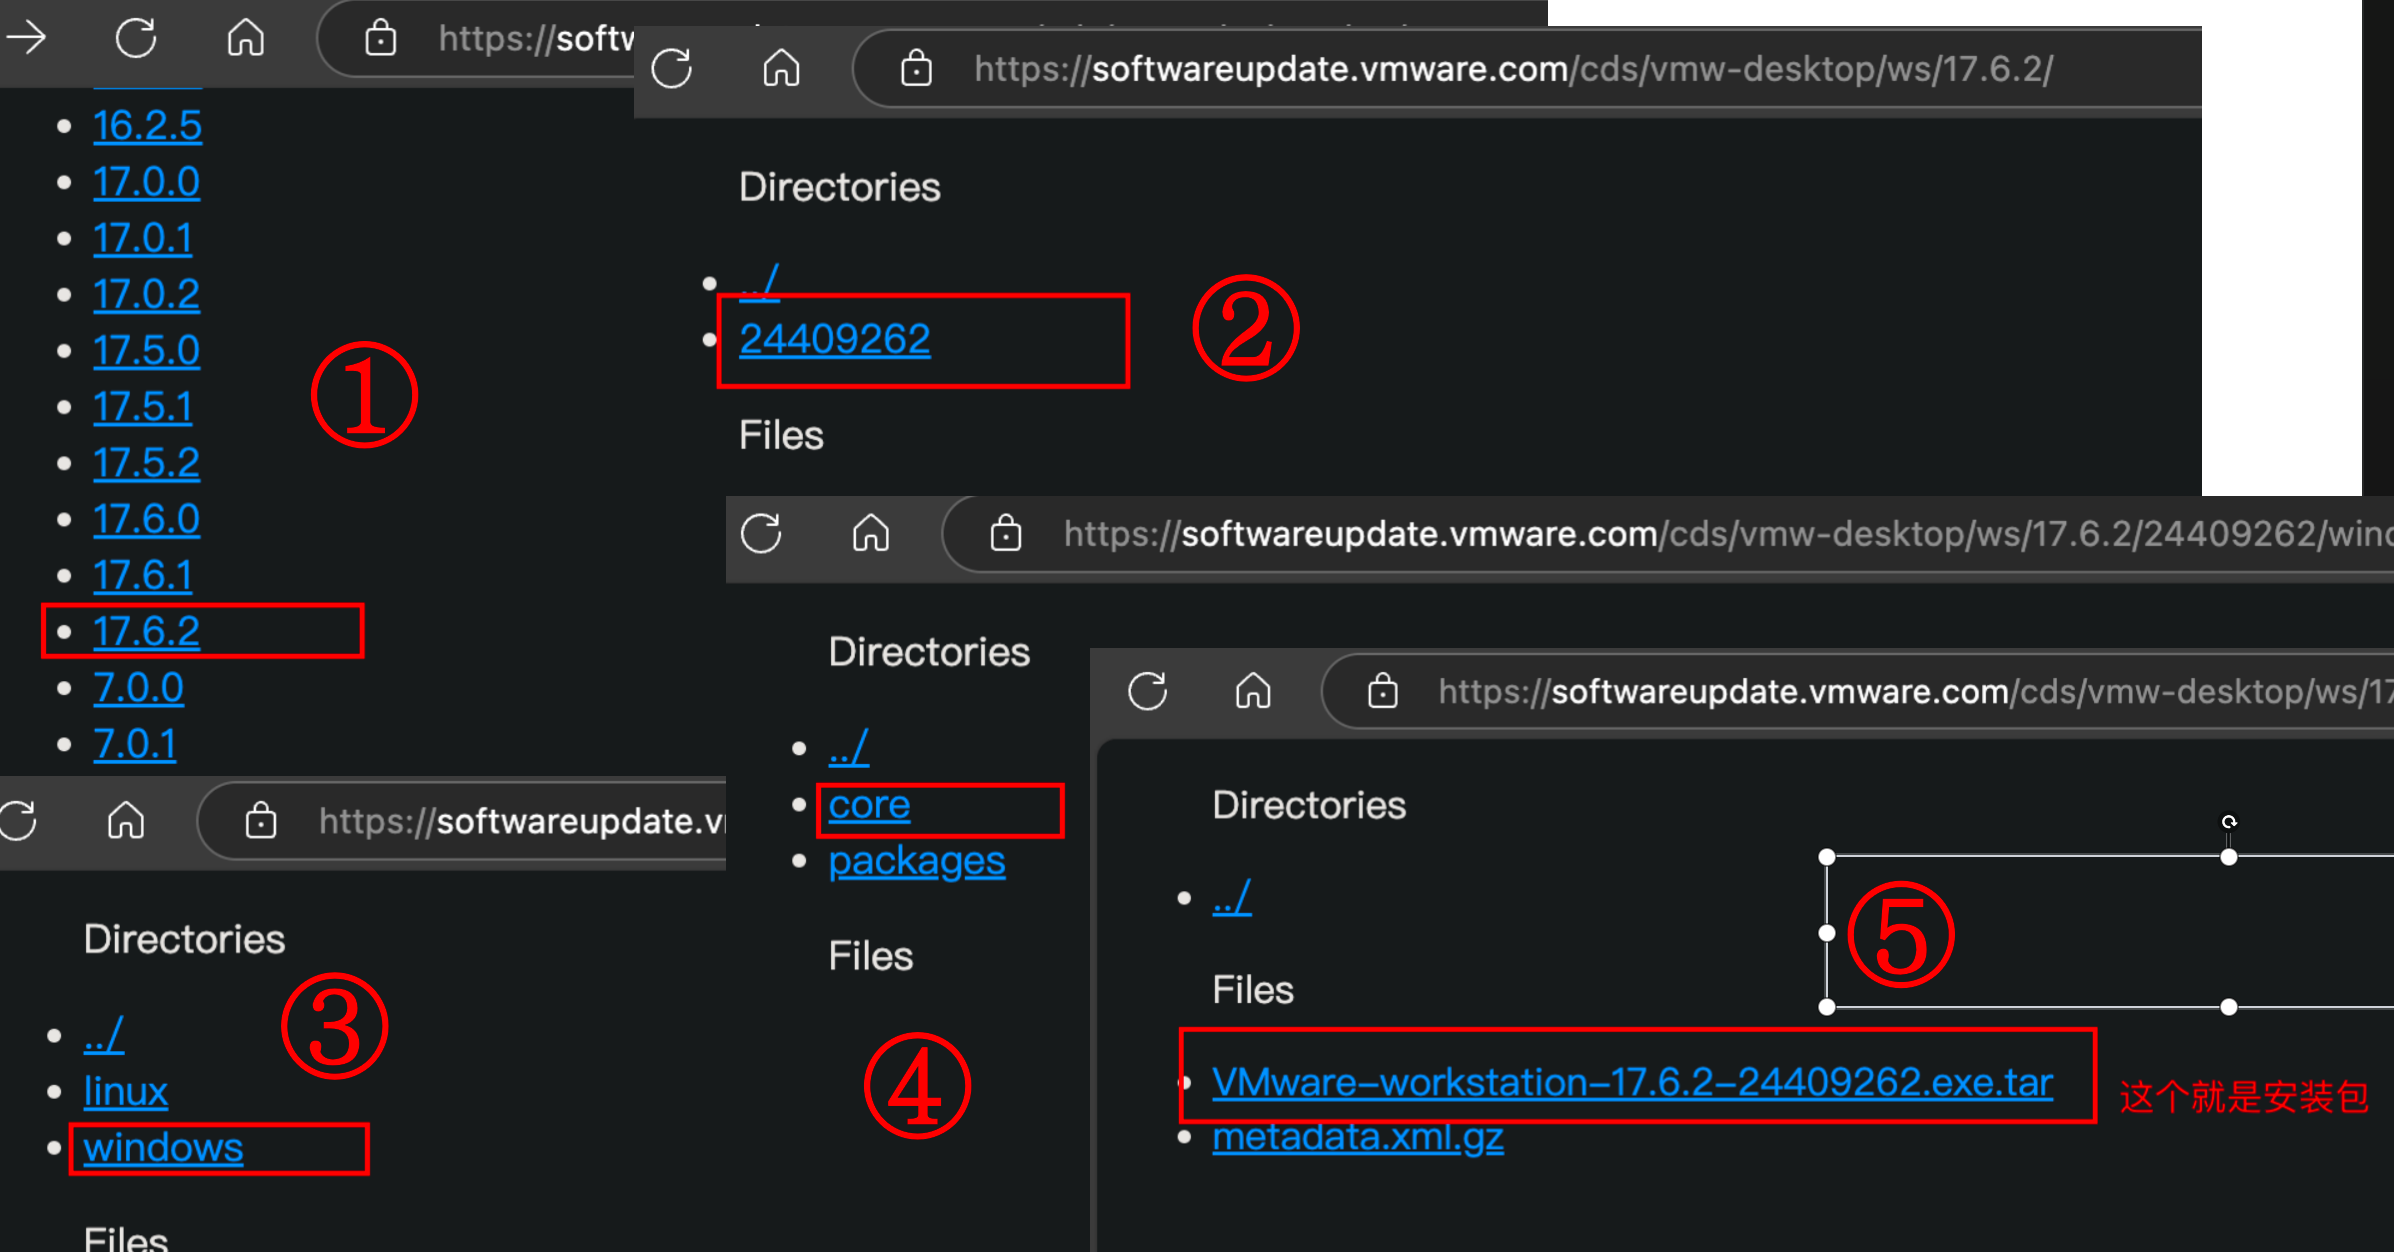 https://softw
16.2.5
17.0.0
17.0.1
17.0.2
17.5.0
17.5.1
17.5.2
17.6.0
17.6.1
17.6.2
7.0.0
7.0.1
①
https://softwareupdate.vmware.com/cds/vmw-desktop/ws/17.6.2/
Directories
../
24409262
②
Files
https://softwareupdate.v
Directories
③
../
linux
windows
Files
https://softwareupdate.vmware.com/cds/vmw-desktop/ws/17.6.2/24409262/wind
Directories
../
core
packages
Files
④
https://softwareupdate.vmware.com/cds/vmw-desktop/ws/17
Directories
../
⑤
Files
VMware-workstation-17.6.2-24409262.exe.tar
这个就是安装包
metadata.xml.gz